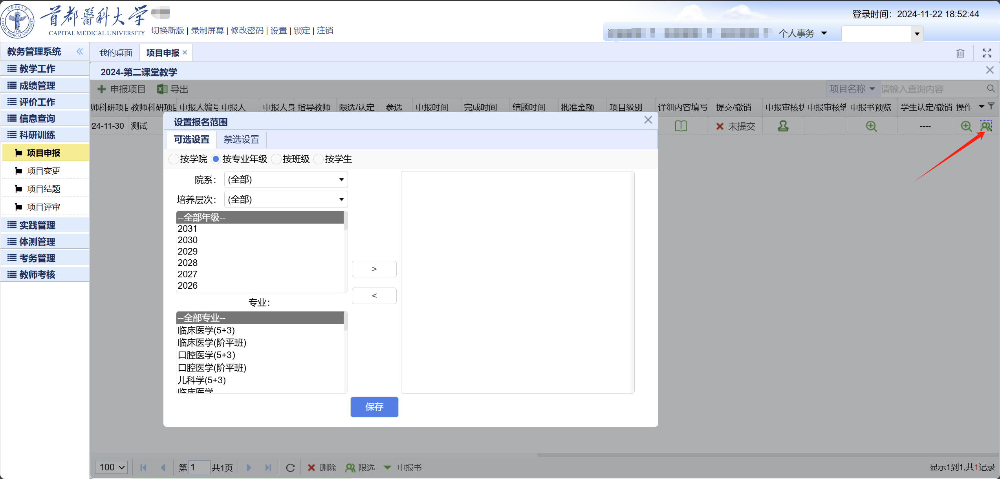 首都醫科大学
CAPITAL MEDICAL UNIVERSITY
切换新版 | 录制屏幕 | 修改密码 | 设置 | 锁定 | 注销
登录时间：2024-11-22 18:52:44
个人事务
教务管理系统
教学工作
成绩管理
评价工作
信息查询
科研训练
项目申报
项目变更
项目结题
项目评审
实践管理
体测管理
考务管理
教师考核
我的桌面 项目申报
2024-第二课堂教学
申报项目 导出
项目名称 请输入查询内容
师科研项目 教师科研项目 申报人编号 申报人 申报人身 指导教师 限选/认定 参选 申报时间 完成时间 结题时间 批准金额 项目级别 详细内容填写 提交/撤销 申报审核状 申报审核结 申报书预览 学生认定/撤销 操作
24-11-30 测试 未提交 ----
设置报名范围
可选设置 禁选设置
按学院 按专业年级 按班级 按学生
院系： (全部)
培养层次： (全部)
--全部年级--
2031
2030
2029
2028
2027
2026
>
<
专业：
--全部专业--
临床医学(5+3)
临床医学(阶平班)
口腔医学(5+3)
口腔医学(阶平班)
儿科学(5+3)
临床医学
保存
100 第 1 共1页 删除 限选 申报书
显示1到1,共1记录